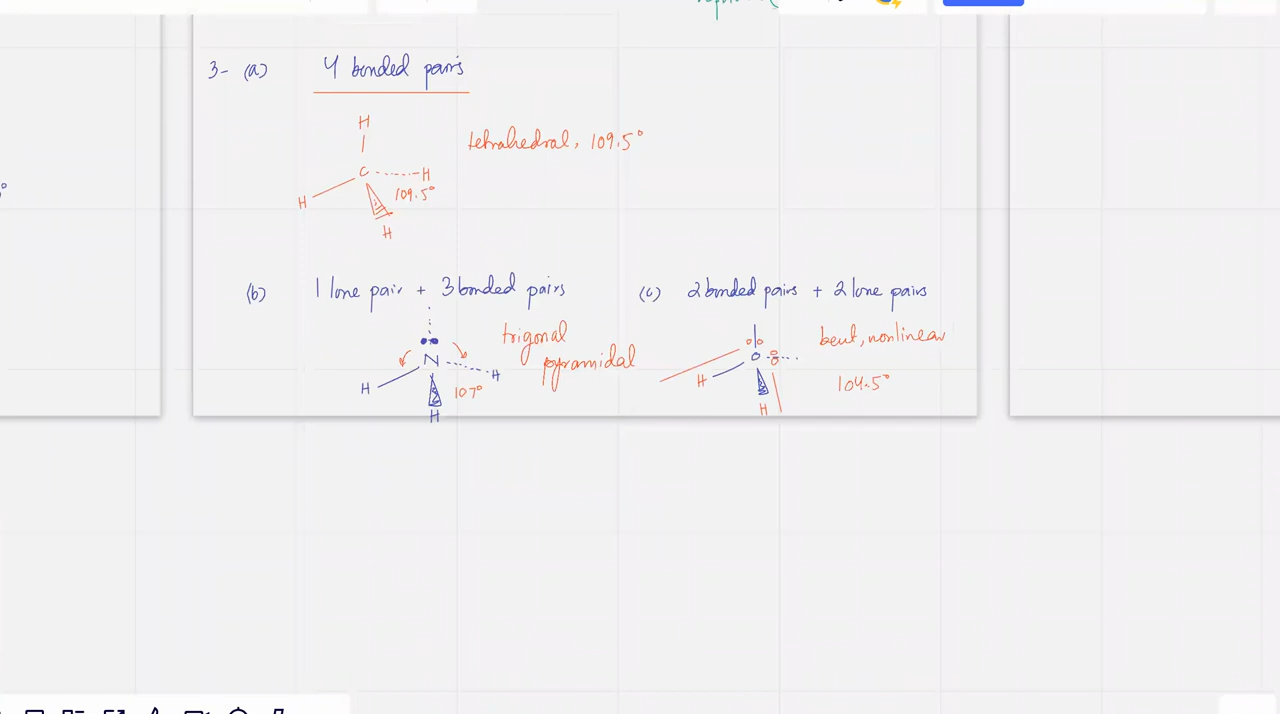 3- (a) 4 bonded pairs
H
tetrahedral, 109.5°
C H
109.5°
H
H
(b) 1 lone pair + 3 bonded pairs
(c) 2 bonded pairs + 2 lone pairs
trigonal
pyramidal
N
H
H
107°
H
bent, nonlinear
O
H
104.5°
H